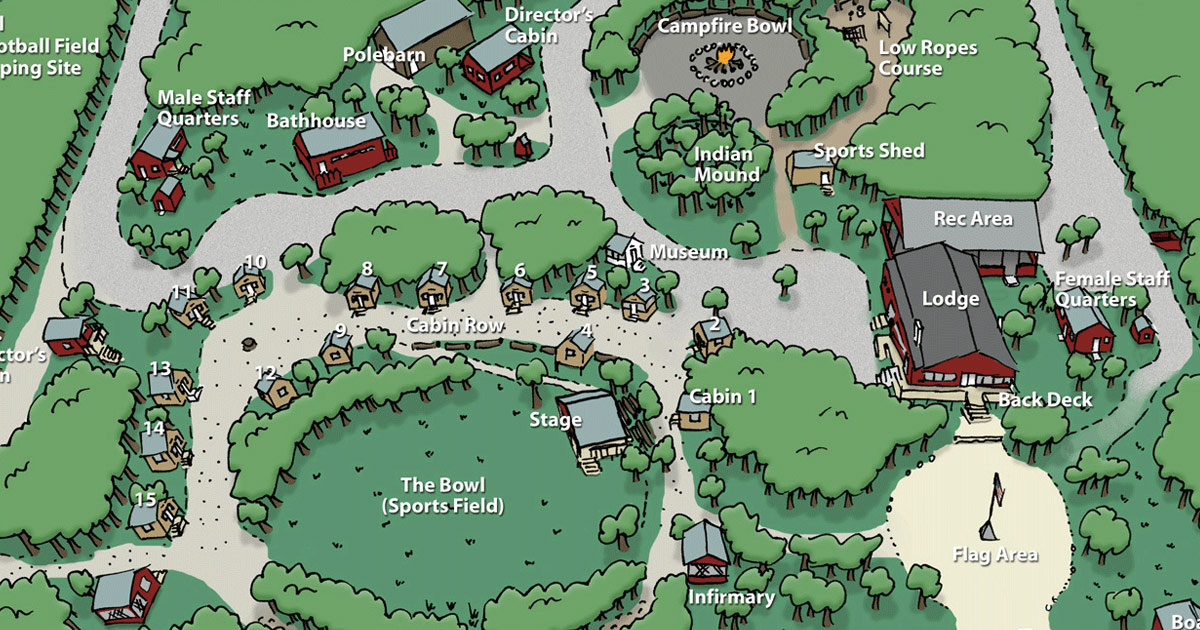 otball Field
ping Site
Polebarn
Director's
Cabin
Campfire Bowl
Low Ropes
Course
Male Staff
Quarters
Bathhouse
Indian
Mound
Sports Shed
Rec Area
Museum
Lodge
Female Staff
Quarters
10
11
8
7
6
5
3
Cabin Row
9
4
2
ctor's
n
13
12
Cabin 1
Back Deck
Stage
14
15
The Bowl
(Sports Field)
Flag Area
Infirmary
Bo